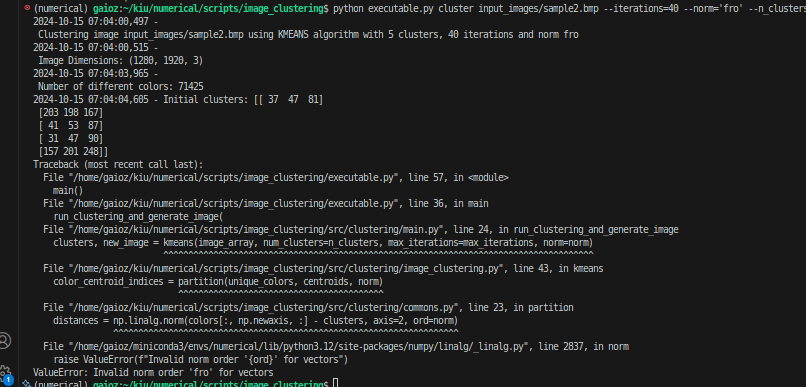 (numerical) gaioz:~/kiu/numerical/scripts/image_clustering$ python executable.py cluster input_images/sample2.bmp --iterations=40 --norm='fro' --n_clusters
2024-10-15 07:04:00,497 -
 Clustering image input_images/sample2.bmp using KMEANS algorithm with 5 clusters, 40 iterations and norm fro
2024-10-15 07:04:00,515 -
 Image Dimensions: (1280, 1920, 3)
2024-10-15 07:04:03,965 -
 Number of different colors: 71425
2024-10-15 07:04:04,605 - Initial clusters: [[ 37  47  81]
 [203 198 167]
 [ 41  53  87]
 [ 31  47  90]
 [157 201 248]]
Traceback (most recent call last):
  File "/home/gaioz/kiu/numerical/scripts/image_clustering/executable.py", line 57, in <module>
    main()
  File "/home/gaioz/kiu/numerical/scripts/image_clustering/executable.py", line 36, in main
    run_clustering_and_generate_image(
  File "/home/gaioz/kiu/numerical/scripts/image_clustering/src/clustering/main.py", line 24, in run_clustering_and_generate_image
    clusters, new_image = kmeans(image_array, num_clusters=n_clusters, max_iterations=max_iterations, norm=norm)
                          ^^^^^^^^^^^^^^^^^^^^^^^^^^^^^^^^^^^^^^^^^^^^^^^^^^^^^^^^^^^^^^^^^^^^^^^^^^^^^^^^^^^^^^
  File "/home/gaioz/kiu/numerical/scripts/image_clustering/src/clustering/image_clustering.py", line 43, in kmeans
    color_centroid_indices = partition(unique_colors, centroids, norm)
                             ^^^^^^^^^^^^^^^^^^^^^^^^^^^^^^^^^^^^^^^^^
  File "/home/gaioz/kiu/numerical/scripts/image_clustering/src/clustering/commons.py", line 23, in partition
    distances = np.linalg.norm(colors[:, np.newaxis, :] - clusters, axis=2, ord=norm)
                ^^^^^^^^^^^^^^^^^^^^^^^^^^^^^^^^^^^^^^^^^^^^^^^^^^^^^^^^^^^^^^^^^^^^^
  File "/home/gaioz/miniconda3/envs/numerical/lib/python3.12/site-packages/numpy/linalg/_linalg.py", line 2837, in norm
    raise ValueError(f"Invalid norm order '{ord}' for vectors")
ValueError: Invalid norm order 'fro' for vectors
(numerical) gaioz:~/kiu/numerical/scripts/image_clustering$
1